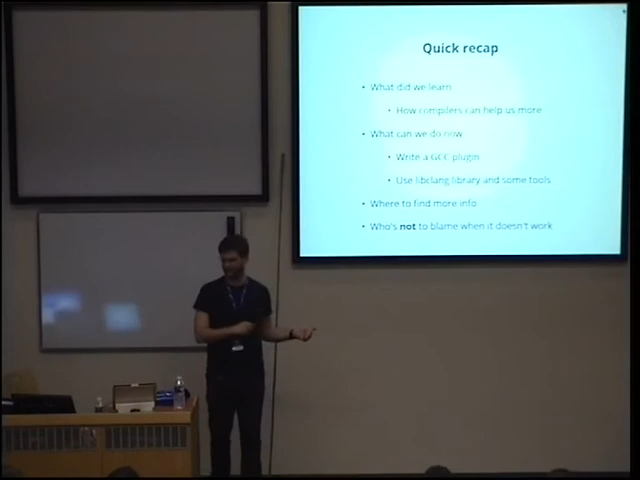 Quick recap
• What did we learn
• How compilers can help us more
• What can we do now
• Write a GCC plugin
• Use libclang library and some tools
• Where to find more info
• Who's not to blame when it doesn't work